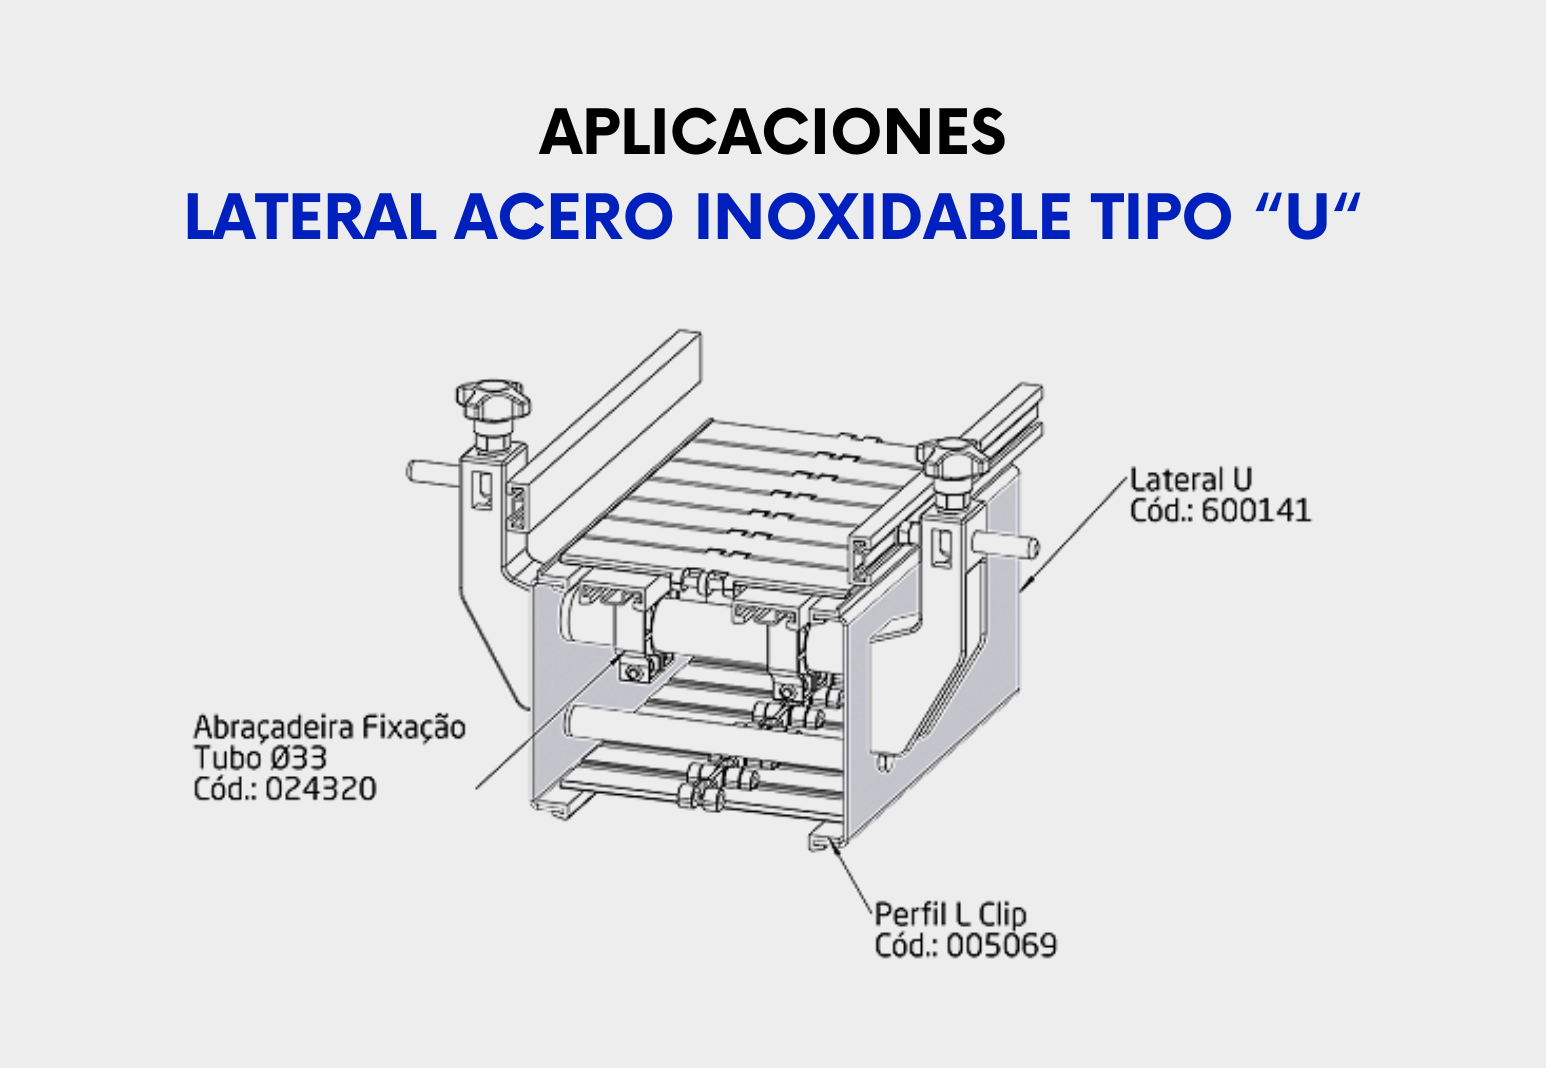 APLICACIONES
LATERAL ACERO INOXIDABLE TIPO “U“
Lateral U
Cód.: 600141
Abraçadeira Fixação
Tubo Ø33
Cód.: 024320
Perfil L Clip
Cód.: 005069